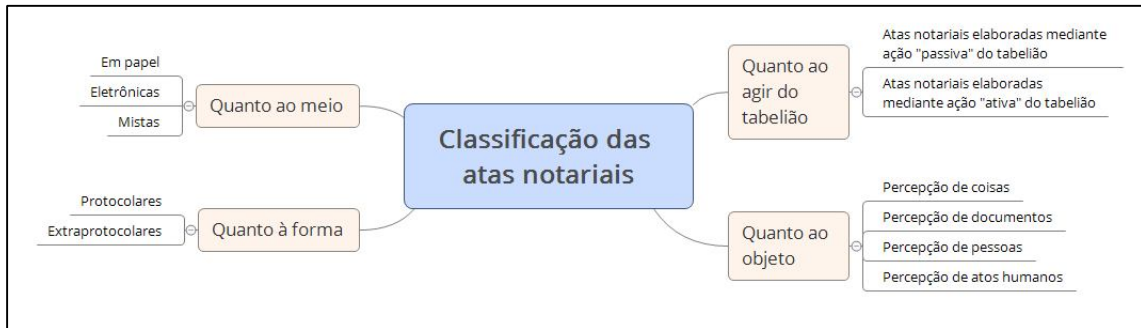 Classificação das
atas notariais
Quanto ao meio
Em papel
Eletrônicas
Mistas
Quanto à forma
Protocolares
Extraprotocolares
Quanto ao
agir do
tabelião
Atas notariais elaboradas mediante
ação "passiva" do tabelião
Atas notariais elaboradas
mediante ação "ativa" do tabelião
Quanto ao
objeto
Percepção de coisas
Percepção de documentos
Percepção de pessoas
Percepção de atos humanos